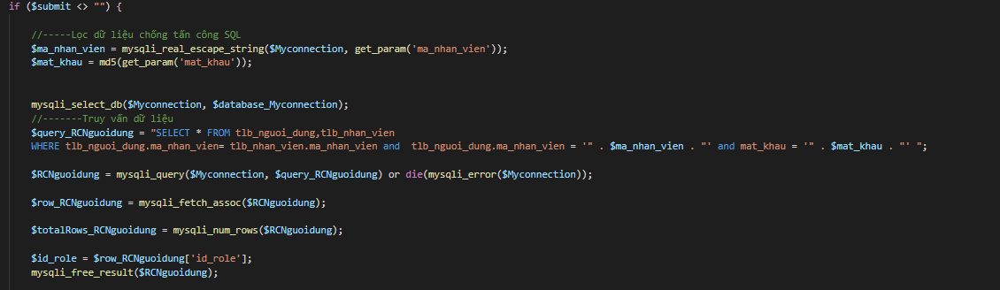 if ($submit <> "") {
//-----Lọc dữ liệu chống tấn công SQL
$ma_nhan_vien = mysqli_real_escape_string($Myconnection, get_param('ma_nhan_vien'));
$mat_khau = md5(get_param('mat_khau'));
mysqli_select_db($Myconnection, $database_Myconnection);
//-------Truy vấn dữ liệu
$query_RCNguoidung = "SELECT * FROM tlb_nguoi_dung,tlb_nhan_vien
WHERE tlb_nguoi_dung.ma_nhan_vien= tlb_nhan_vien.ma_nhan_vien and  tlb_nguoi_dung.ma_nhan_vien = '" . $ma_nhan_vien . "' and mat_khau = '" . $mat_khau . "' ";
$RCNguoidung = mysqli_query($Myconnection, $query_RCNguoidung) or die(mysqli_error($Myconnection));
$row_RCNguoidung = mysqli_fetch_assoc($RCNguoidung);
$totalRows_RCNguoidung = mysqli_num_rows($RCNguoidung);
$id_role = $row_RCNguoidung['id_role'];
mysqli_free_result($RCNguoidung);